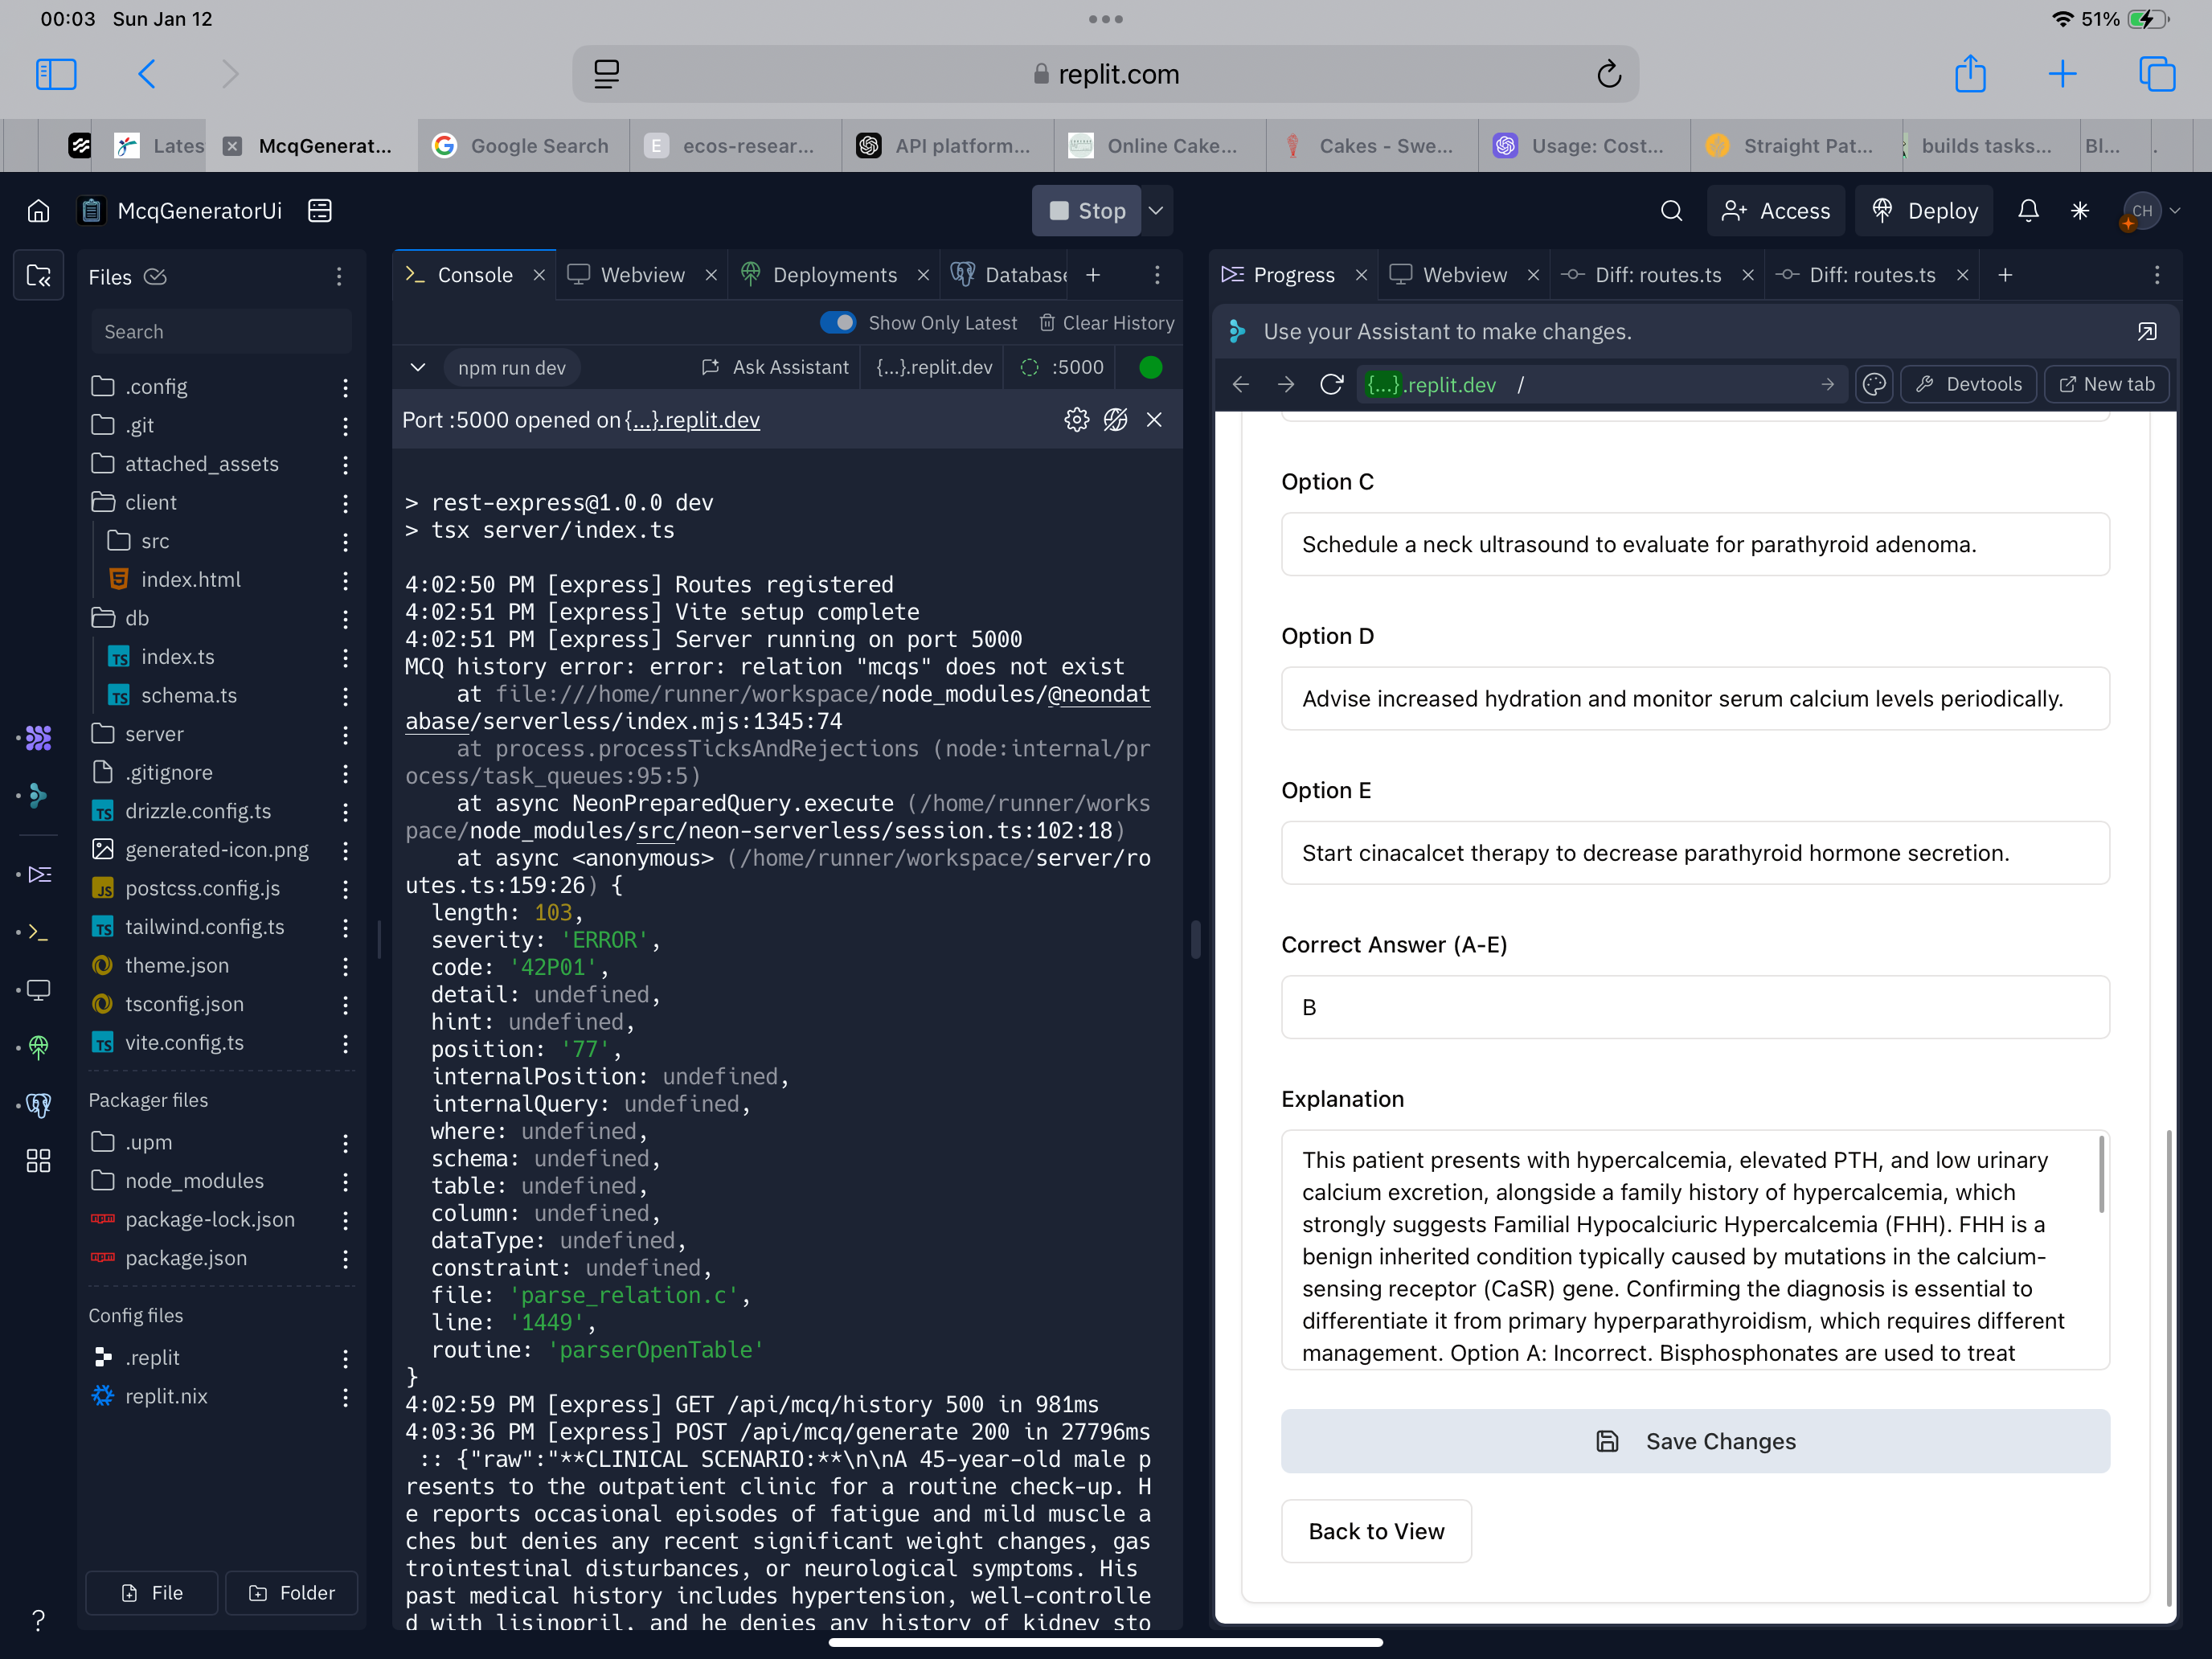 00:03 Sun Jan 12
51%
replit.com
Lates
McqGenerat...
Google Search
E ecos-resear...
API platform...
Online Cake...
Cakes - Swe...
Usage: Cost...
Straight Pat...
builds tasks...
Bl...
McqGeneratorUi
Stop
Access
Deploy
CH
Files
Search
.config
.git
attached_assets
client
src
index.html
db
index.ts
schema.ts
server
.gitignore
drizzle.config.ts
generated-icon.png
postcss.config.js
tailwind.config.ts
theme.json
tsconfig.json
vite.config.ts
Packager files
.upm
node_modules
package-lock.json
package.json
Config files
.replit
replit.nix
File
Folder
Console
Webview
Deployments
Database
Show Only Latest
Clear History
npm run dev
Ask Assistant
{...}.replit.dev
:5000
Port :5000 opened on {...}.replit.dev
> rest-express@1.0.0 dev
> tsx server/index.ts
4:02:50 PM [express] Routes registered
4:02:51 PM [express] Vite setup complete
4:02:51 PM [express] Server running on port 5000
MCQ history error: error: relation "mcqs" does not exist
at file:///home/runner/workspace/node_modules/@neondat
abase/serverless/index.mjs:1345:74
at process.processTicksAndRejections (node:internal/pr
ocess/task_queues:95:5)
at async NeonPreparedQuery.execute (/home/runner/works
pace/node_modules/src/neon-serverless/session.ts:102:18)
at async <anonymous> (/home/runner/workspace/server/ro
utes.ts:159:26) {
length: 103,
severity: 'ERROR',
code: '42P01',
detail: undefined,
hint: undefined,
position: '77',
internalPosition: undefined,
internalQuery: undefined,
where: undefined,
schema: undefined,
table: undefined,
column: undefined,
dataType: undefined,
constraint: undefined,
file: 'parse_relation.c',
line: '1449',
routine: 'parserOpenTable'
}
4:02:59 PM [express] GET /api/mcq/history 500 in 981ms
4:03:36 PM [express] POST /api/mcq/generate 200 in 27796ms
:: {"raw":"**CLINICAL SCENARIO:**\n\nA 45-year-old male p
resents to the outpatient clinic for a routine check-up. H
e reports occasional episodes of fatigue and mild muscle a
ches but denies any recent significant weight changes, gas
trointestinal disturbances, or neurological symptoms. His
past medical history includes hypertension, well-controlle
d with lisinopril, and he denies any history of kidney sto
Progress
Webview
Diff: routes.ts
Diff: routes.ts
Use your Assistant to make changes.
{...}.replit.dev /
Devtools
New tab
Option C
Schedule a neck ultrasound to evaluate for parathyroid adenoma.
Option D
Advise increased hydration and monitor serum calcium levels periodically.
Option E
Start cinacalcet therapy to decrease parathyroid hormone secretion.
Correct Answer (A-E)
B
Explanation
This patient presents with hypercalcemia, elevated PTH, and low urinary
calcium excretion, alongside a family history of hypercalcemia, which
strongly suggests Familial Hypocalciuric Hypercalcemia (FHH). FHH is a
benign inherited condition typically caused by mutations in the calcium-
sensing receptor (CaSR) gene. Confirming the diagnosis is essential to
differentiate it from primary hyperparathyroidism, which requires different
management. Option A: Incorrect. Bisphosphonates are used to treat
Save Changes
Back to View